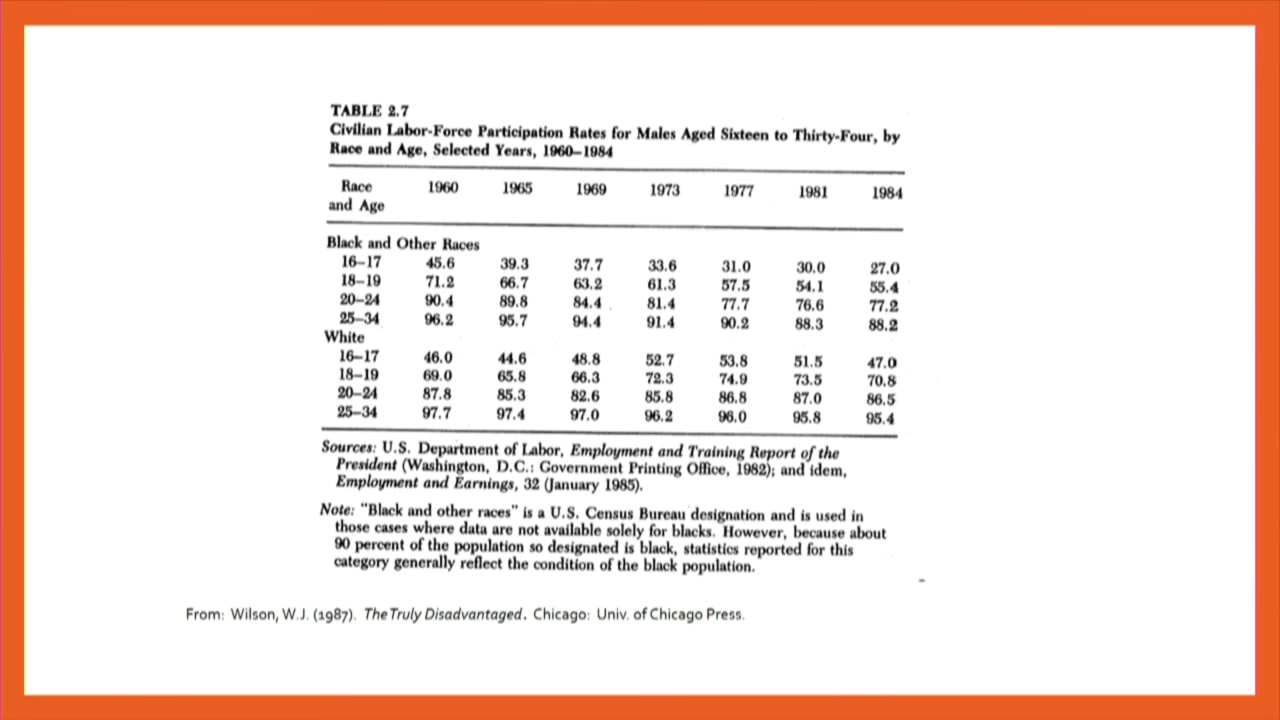 TABLE 2.7
Civilian Labor-Force Participation Rates for Males Aged Sixteen to Thirty-Four, by
Race and Age, Selected Years, 1960–1984
Race 1960 1965 1969 1973 1977 1981 1984
and Age
Black and Other Races
16–17 45.6 39.3 37.7 33.6 31.0 30.0 27.0
18–19 71.2 66.7 63.2 61.3 57.5 54.1 55.4
20–24 90.4 89.8 84.4 81.4 77.7 76.6 77.2
25–34 96.2 95.7 94.4 91.4 90.2 88.3 88.2
White
16–17 46.0 44.6 48.8 52.7 53.8 51.5 47.0
18–19 69.0 65.8 66.3 72.3 74.9 73.5 70.8
20–24 87.8 85.3 82.6 85.8 86.8 87.0 86.5
25–34 97.7 97.4 97.0 96.2 96.0 95.8 95.4
Sources: U.S. Department of Labor, Employment and Training Report of the
President (Washington, D.C.: Government Printing Office, 1982); and idem,
Employment and Earnings, 32 (January 1985).
Note: "Black and other races" is a U.S. Census Bureau designation and is used in
those cases where data are not available solely for blacks. However, because about
90 percent of the population so designated is black, statistics reported for this
category generally reflect the condition of the black population.
From: Wilson, W.J. (1987). The Truly Disadvantaged. Chicago: Univ. of Chicago Press.